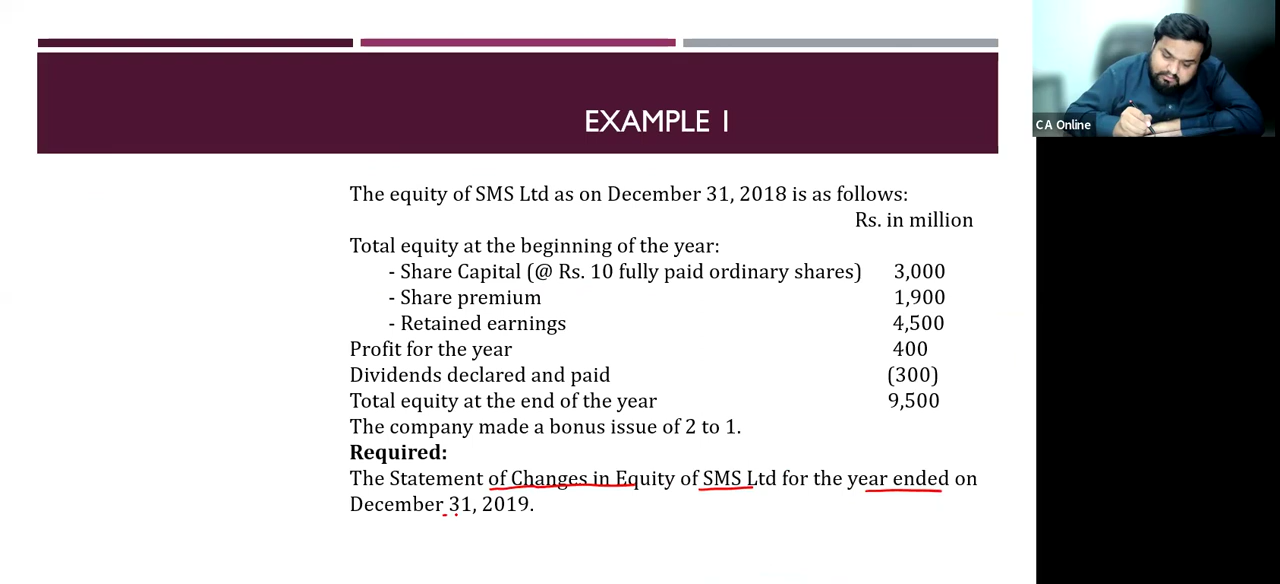 EXAMPLE 1
C A Online
The equity of SMS Ltd as on December 31, 2018 is as follows:
Rs. in million
Total equity at the beginning of the year:
- Share Capital (@ Rs. 10 fully paid ordinary shares) 3,000
- Share premium 1,900
- Retained earnings 4,500
Profit for the year 400
Dividends declared and paid (300)
Total equity at the end of the year 9,500
The company made a bonus issue of 2 to 1.
Required:
The Statement of Changes in Equity of SMS Ltd for the year ended on
December 31, 2019.